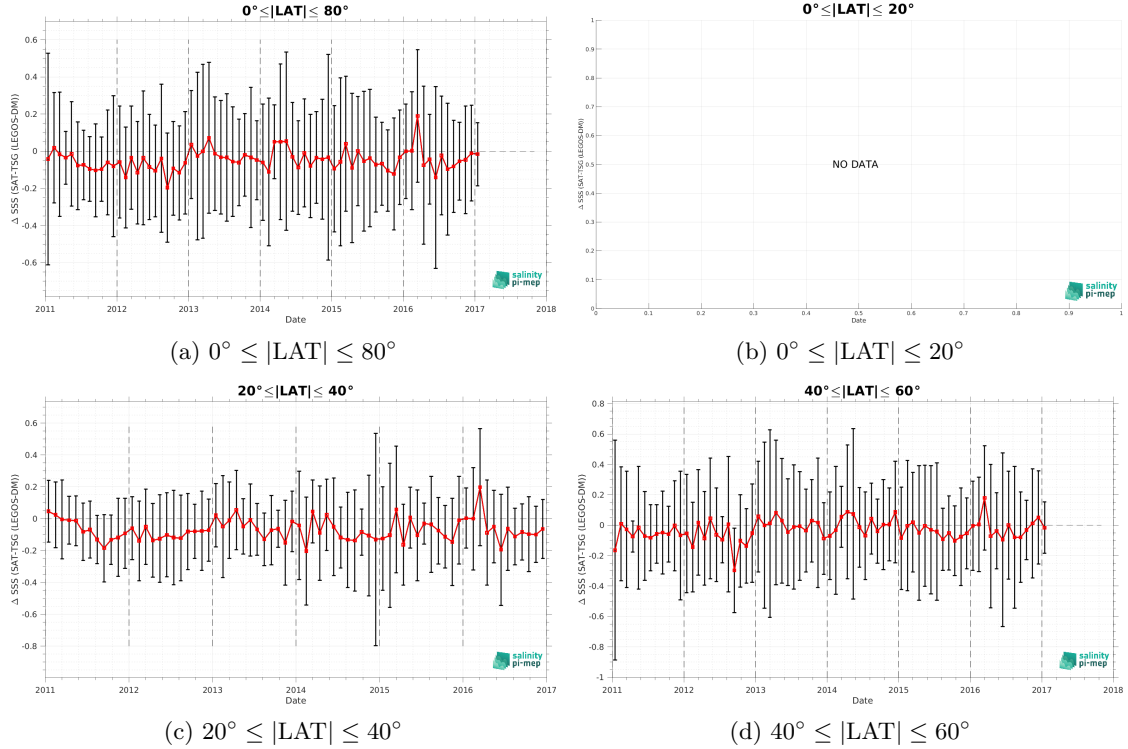 0°≤|LAT|≤ 80°
Δ SSS (SAT-TSG (LEGOS-DM))
0.6
0.4
0.2
0
-0.2
-0.4
-0.6
2011 2012 2013 2014 2015 2016 2017 2018
Date
salinity
pi-mep
(a) 0° ≤ |LAT| ≤ 80°
0°≤|LAT|≤ 20°
Δ SSS (SAT-TSG (LEGOS-DM))
1
0.9
0.8
0.7
0.6
0.5
0.4
0.3
0.2
0.1
0
NO DATA
0 0.1 0.2 0.3 0.4 0.5 0.6 0.7 0.8 0.9 1
Date
salinity
pi-mep
(b) 0° ≤ |LAT| ≤ 20°
20°≤|LAT|≤ 40°
Δ SSS (SAT-TSG (LEGOS-DM))
0.6
0.4
0.2
0
-0.2
-0.4
-0.6
-0.8
2011 2012 2013 2014 2015 2016 2017
Date
salinity
pi-mep
(c) 20° ≤ |LAT| ≤ 40°
40°≤|LAT|≤ 60°
Δ SSS (SAT-TSG (LEGOS-DM))
0.8
0.6
0.4
0.2
0
-0.2
-0.4
-0.6
-0.8
-1
2011 2012 2013 2014 2015 2016 2017 2018
Date
salinity
pi-mep
(d) 40° ≤ |LAT| ≤ 60°